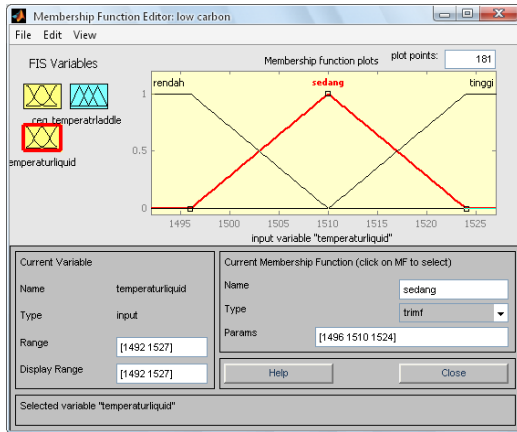 Membership Function Editor: low carbon
File Edit View
FIS Variables
Membership function plots
plot points:
181
ceq temperatrladdle
emperaturliquid
rendah
sedang
tinggi
1
0.5
0
1495 1500 1505 1510 1515 1520 1525
input variable "temperaturliquid"
Current Variable
Name temperaturliquid
Type input
Range [1492 1527]
Display Range [1492 1527]
Current Membership Function (click on MF to select)
Name sedang
Type trimf
Params [1496 1510 1524]
Help
Close
Selected variable "temperaturliquid"